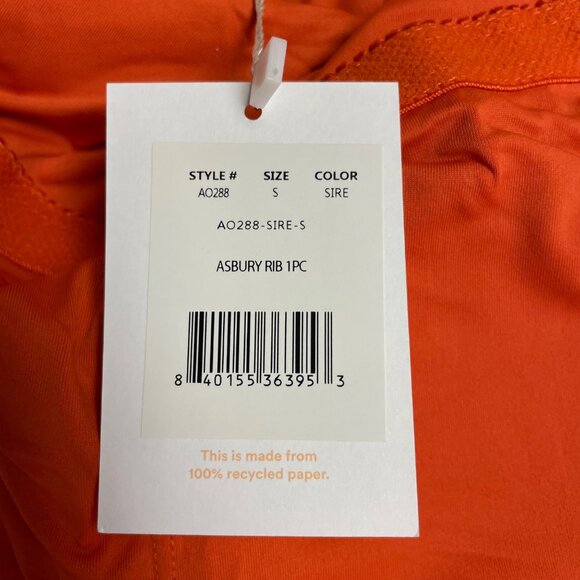 STYLE # SIZE COLOR
AO288 S SIRE
AO288-SIRE-S
ASBURY RIB 1PC
8 40155 36395 3
This is made from
100% recycled paper.